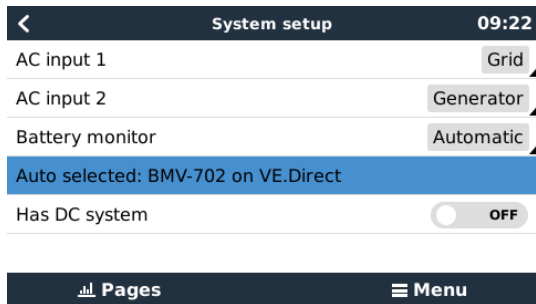 System setup 09:22
AC input 1 Grid
AC input 2 Generator
Battery monitor Automatic
Auto selected: BMV-702 on VE.Direct
Has DC system OFF
Pages Menu